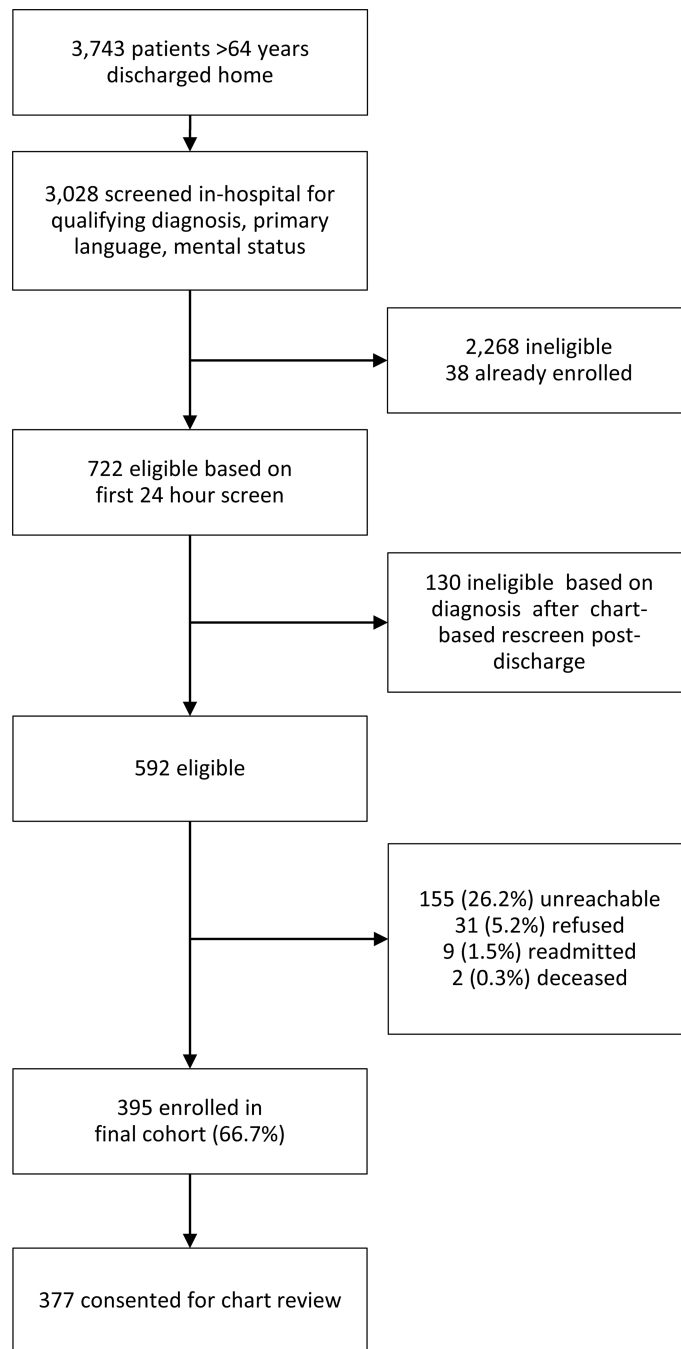 3,743 patients >64 years
discharged home
3,028 screened in-hospital for
qualifying diagnosis, primary
language, mental status
2,268 ineligible
38 already enrolled
722 eligible based on
first 24 hour screen
130 ineligible based on
diagnosis after chart-
based rescreen post-
discharge
592 eligible
155 (26.2%) unreachable
31 (5.2%) refused
9 (1.5%) readmitted
2 (0.3%) deceased
395 enrolled in
final cohort (66.7%)
377 consented for chart review